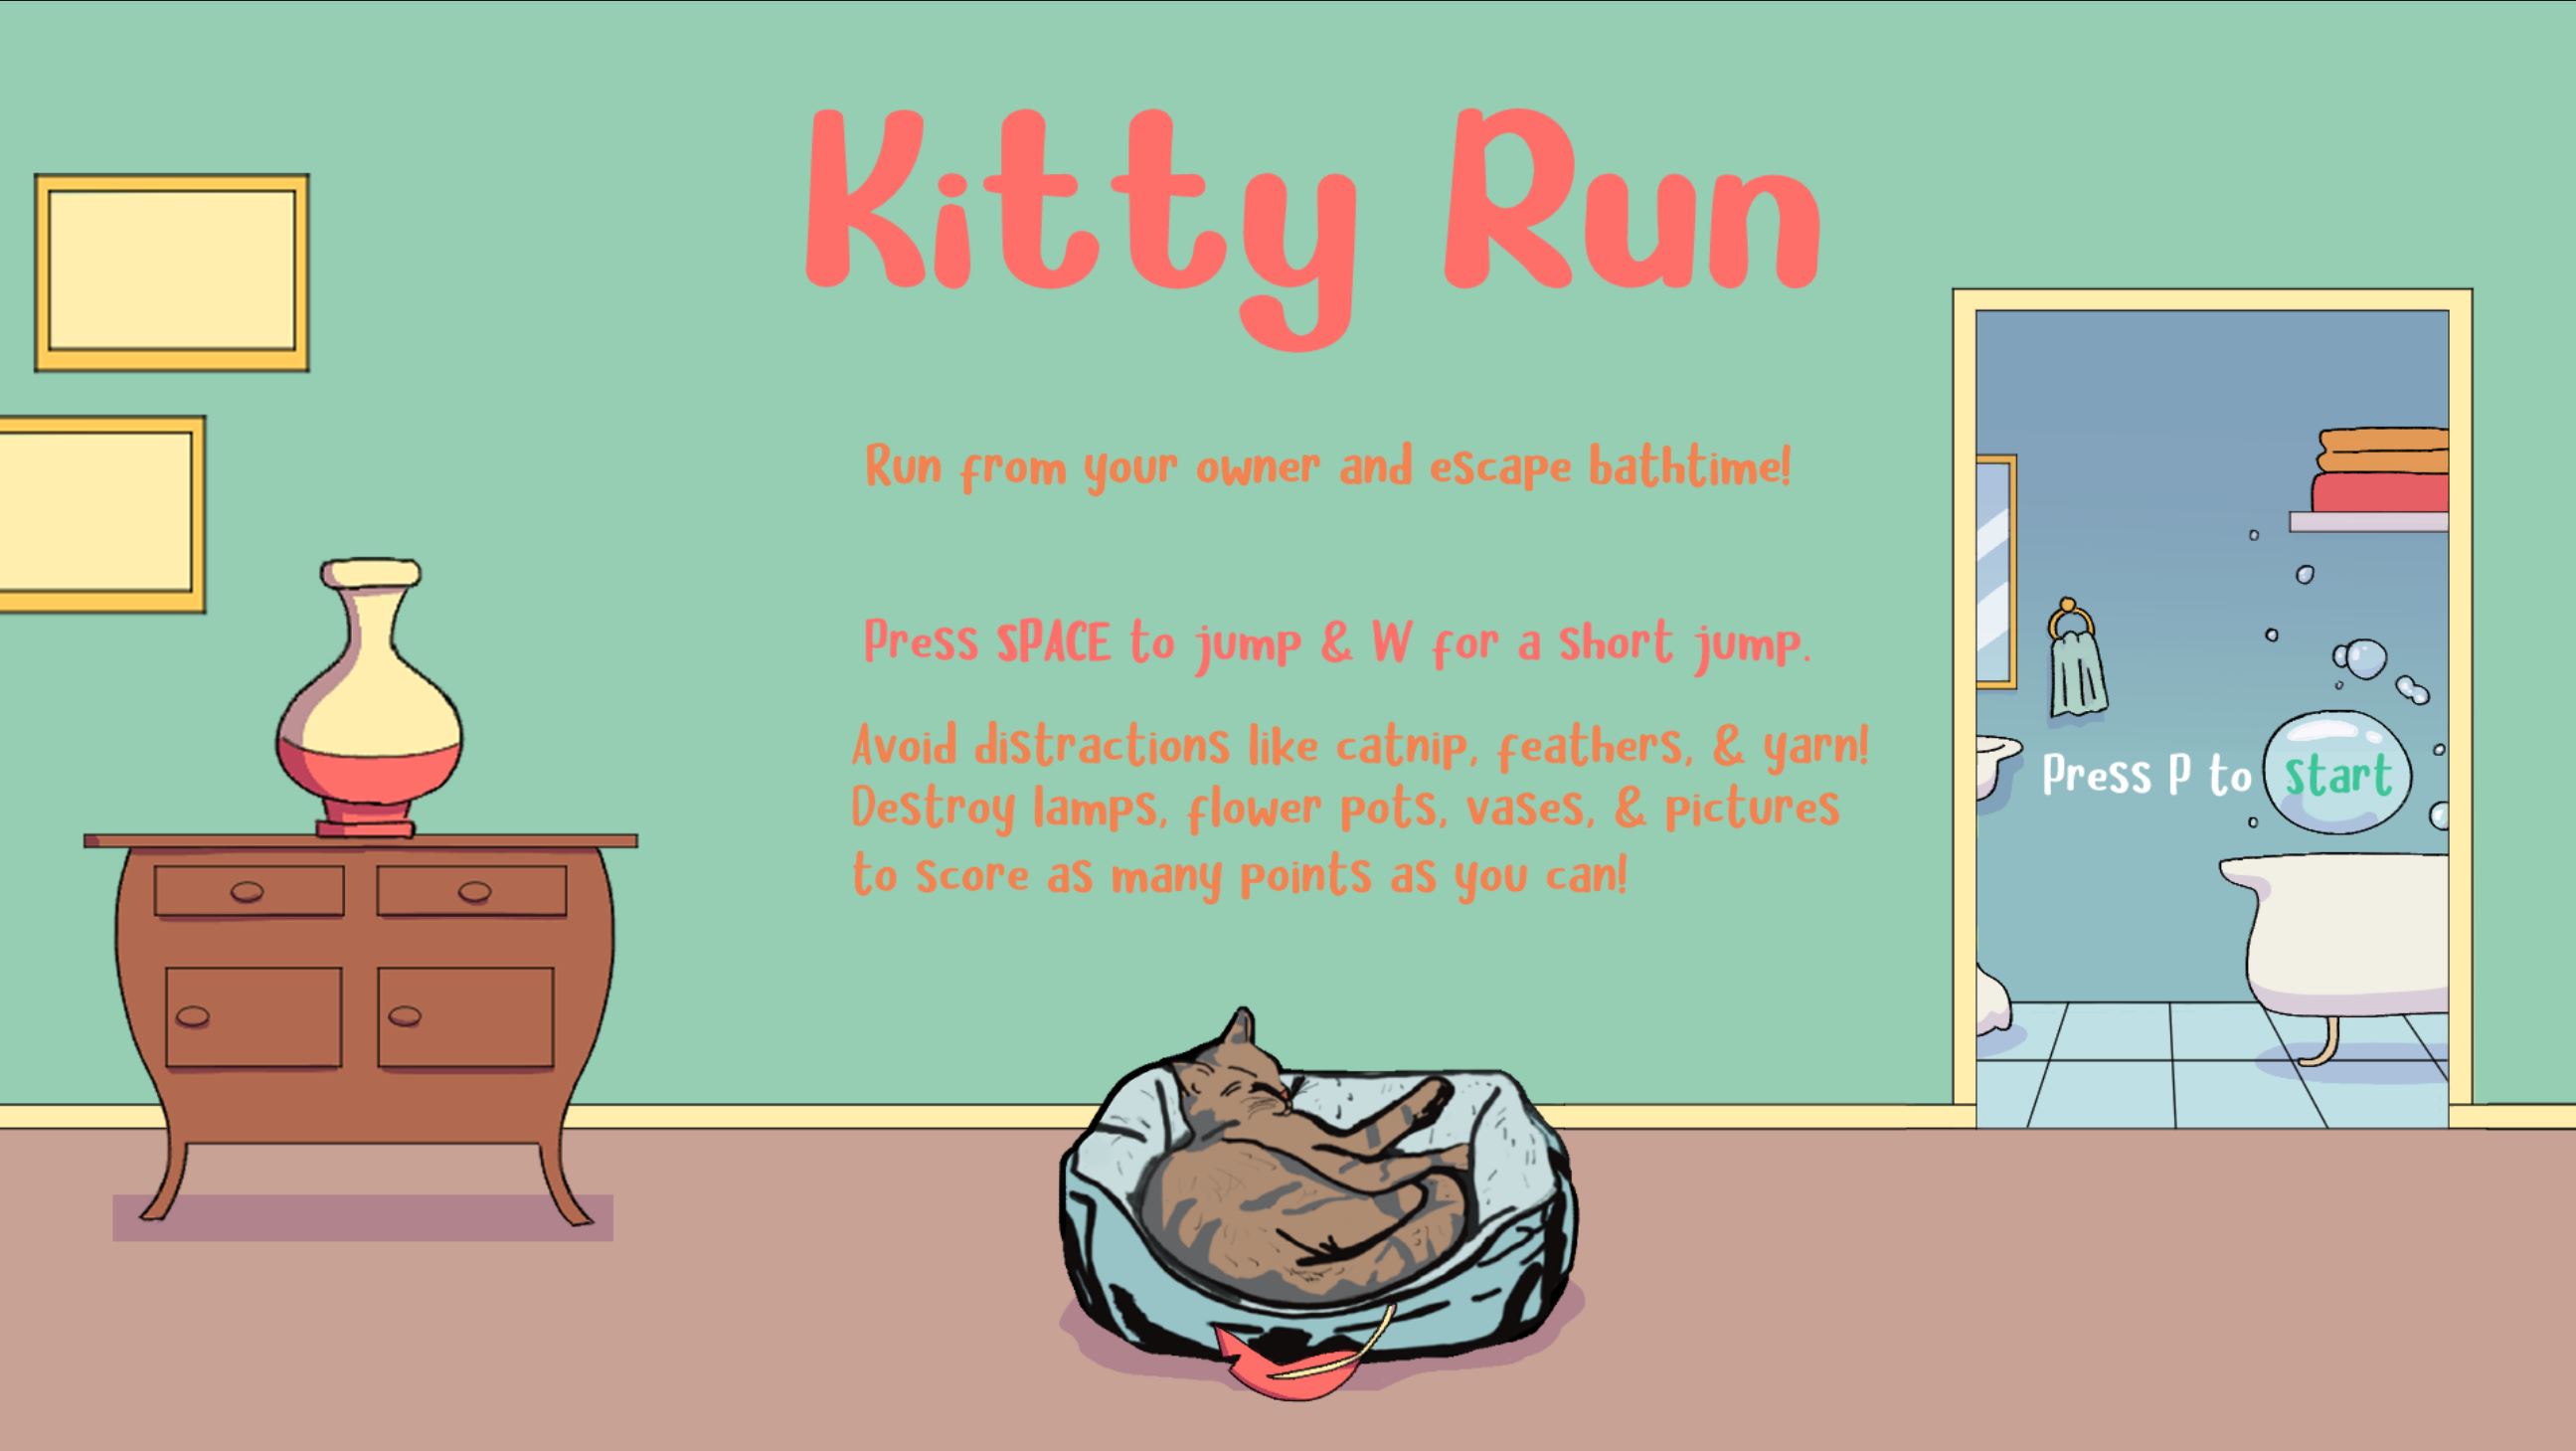 Kitty Run
Run from your owner and escape bathtime!
Press SPACE to jump & W for a short jump.
Avoid distractions like catnip, feathers, & yarn!
Destroy lamps, flower pots, vases, & pictures
to score as many points as you can!
Press P to start